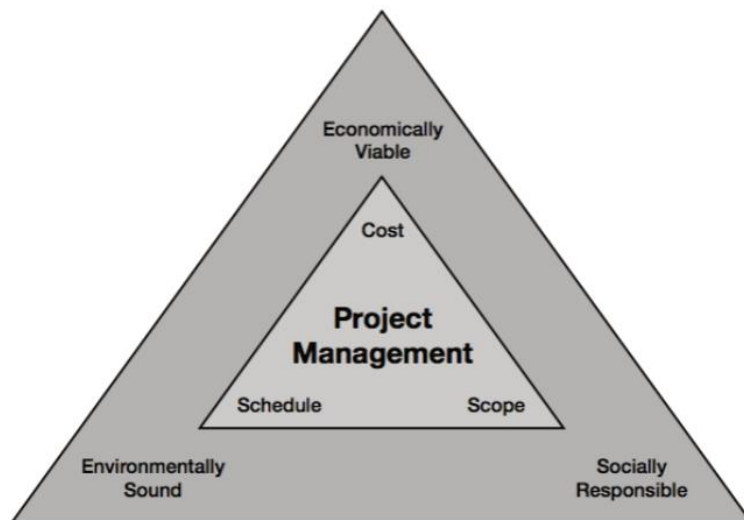 Economically
Viable
Cost
Project
Management
Schedule
Scope
Environmentally
Sound
Socially
Responsible